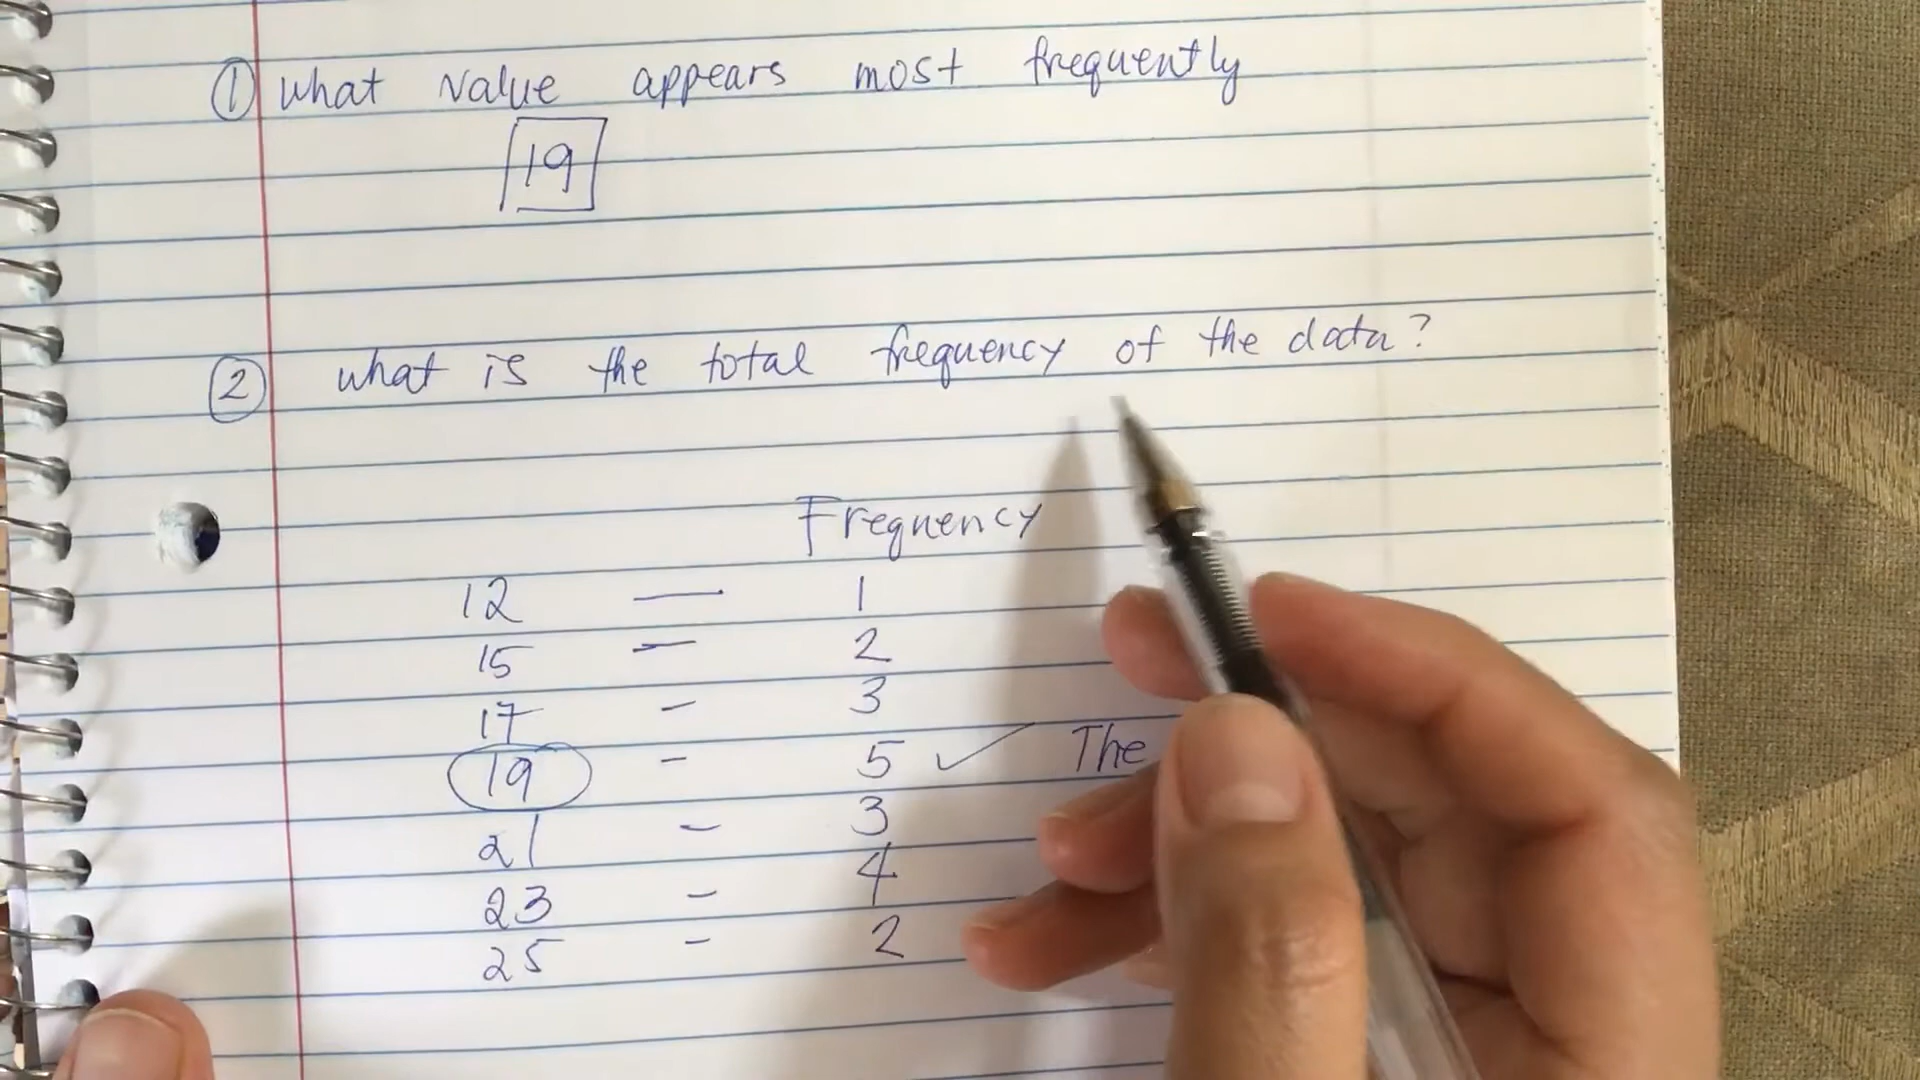 ① what value appears most frequently
19
② what is the total frequency of the data?
Frequency
12 — 1
15 — 2
17 - 3
19 - 5 ✓ The
21 - 3
23 - 4
25 - 2